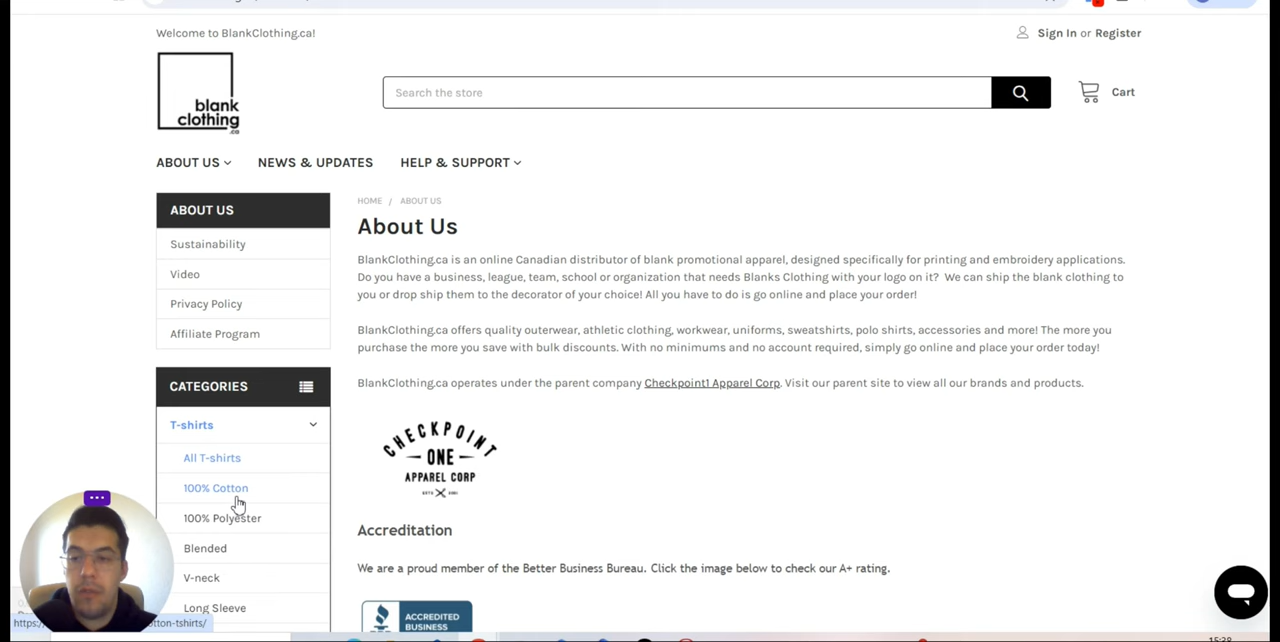 Welcome to BlankClothing.ca!
Sign In or Register
blank
clothing
.ca
Search the store
Cart
ABOUT US
NEWS & UPDATES
HELP & SUPPORT
ABOUT US
Sustainability
Video
Privacy Policy
Affiliate Program
CATEGORIES
T-shirts
All T-shirts
100% Cotton
100% Polyester
Blended
V-neck
Long Sleeve
HOME / ABOUT US
About Us
BlankClothing.ca is an online Canadian distributor of blank promotional apparel, designed specifically for printing and embroidery applications.
Do you have a business, league, team, school or organization that needs Blanks Clothing with your logo on it? We can ship the blank clothing to
you or drop ship them to the decorator of your choice! All you have to do is go online and place your order!
BlankClothing.ca offers quality outerwear, athletic clothing, workwear, uniforms, sweatshirts, polo shirts, accessories and more! The more you
purchase the more you save with bulk discounts. With no minimums and no account required, simply go online and place your order today!
BlankClothing.ca operates under the parent company Checkpoint1 Apparel Corp. Visit our parent site to view all our brands and products.
CHECKPOINT
ONE
APPAREL CORP
Accreditation
We are a proud member of the Better Business Bureau. Click the image below to check our A+ rating.
ACCREDITED
BUSINESS
https:/ otton-tshirts/